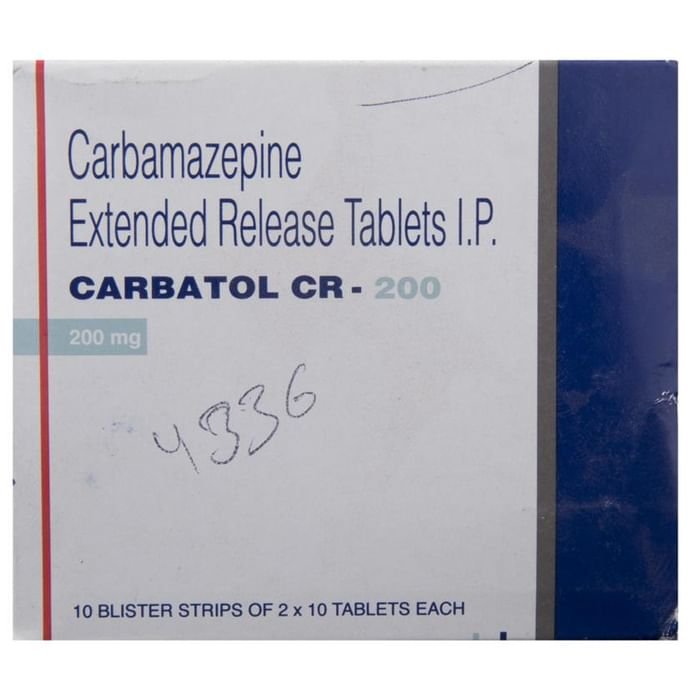 Carbamazepine
Extended Release Tablets I.P.
CARBATOL CR - 200
200 mg
4336
10 BLISTER STRIPS OF 2 x 10 TABLETS EACH